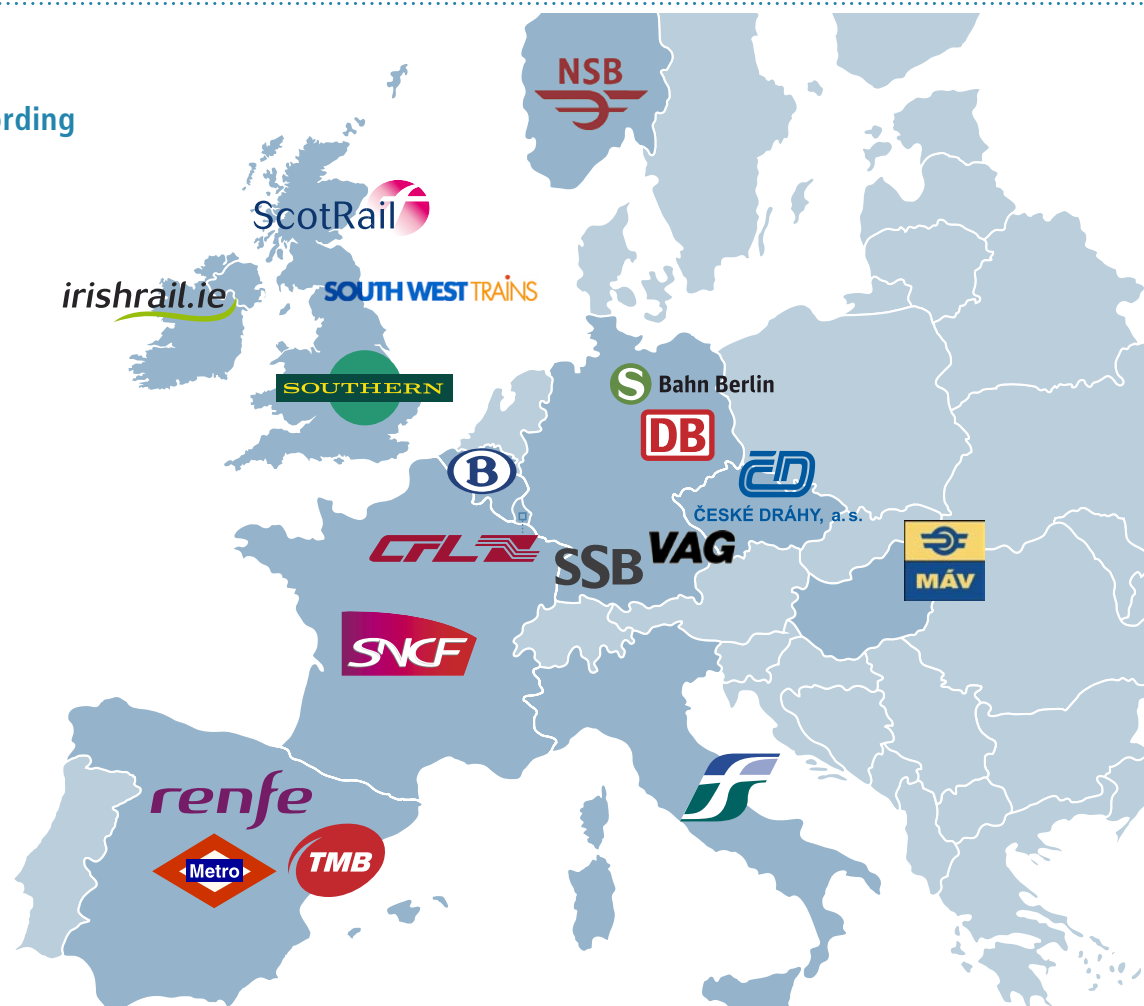 NSB
rding
ScotRail
irishrail.ie
SOUTH WEST TRAINS
SOUTHERN
S Bahn Berlin
DB
B
ČD
ČESKÉ DRÁHY, a.s.
CFL
SSB
VAG
MÁV
SNCF
renfe
Metro
TMB